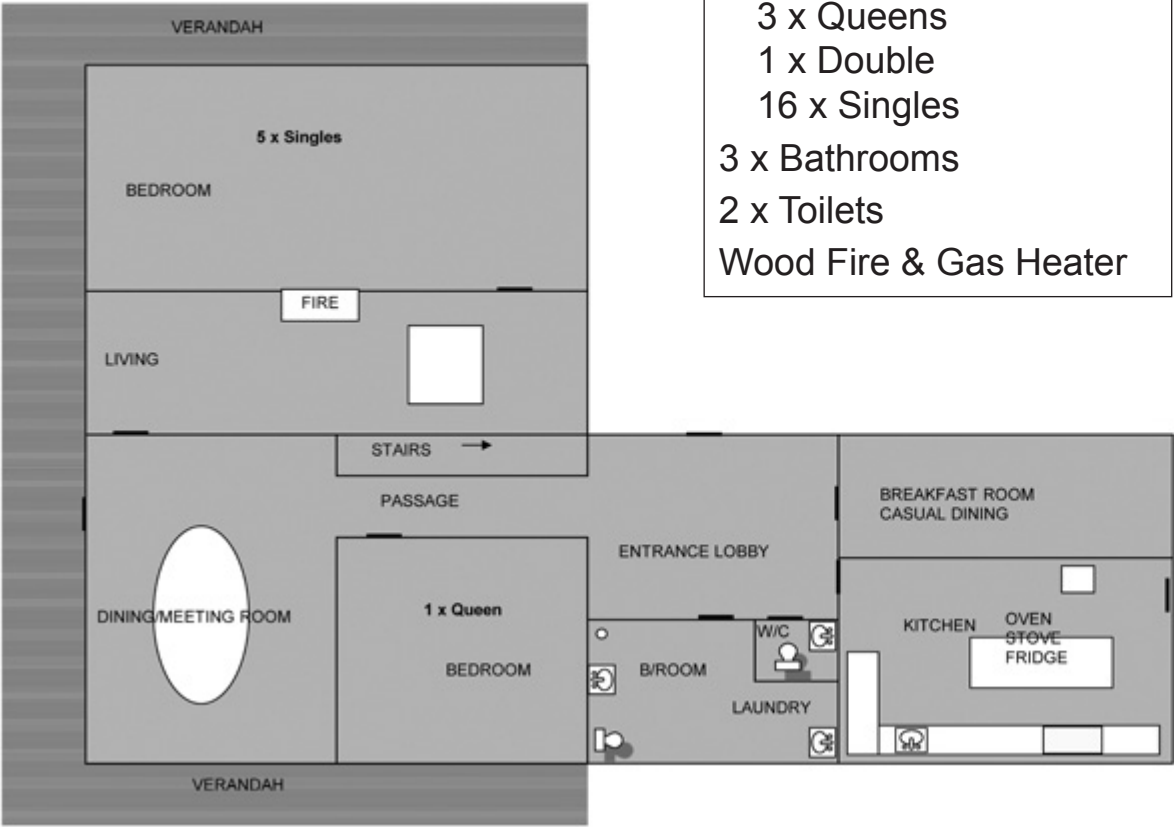 VERANDAH
3 x Queens
1 x Double
16 x Singles
3 x Bathrooms
2 x Toilets
Wood Fire & Gas Heater
5 x Singles
BEDROOM
FIRE
LIVING
STAIRS
PASSAGE
BREAKFAST ROOM
CASUAL DINING
ENTRANCE LOBBY
DINING/MEETING ROOM
1 x Queen
BEDROOM
W/C
B/ROOM
LAUNDRY
KITCHEN
OVEN
STOVE
FRIDGE
VERANDAH